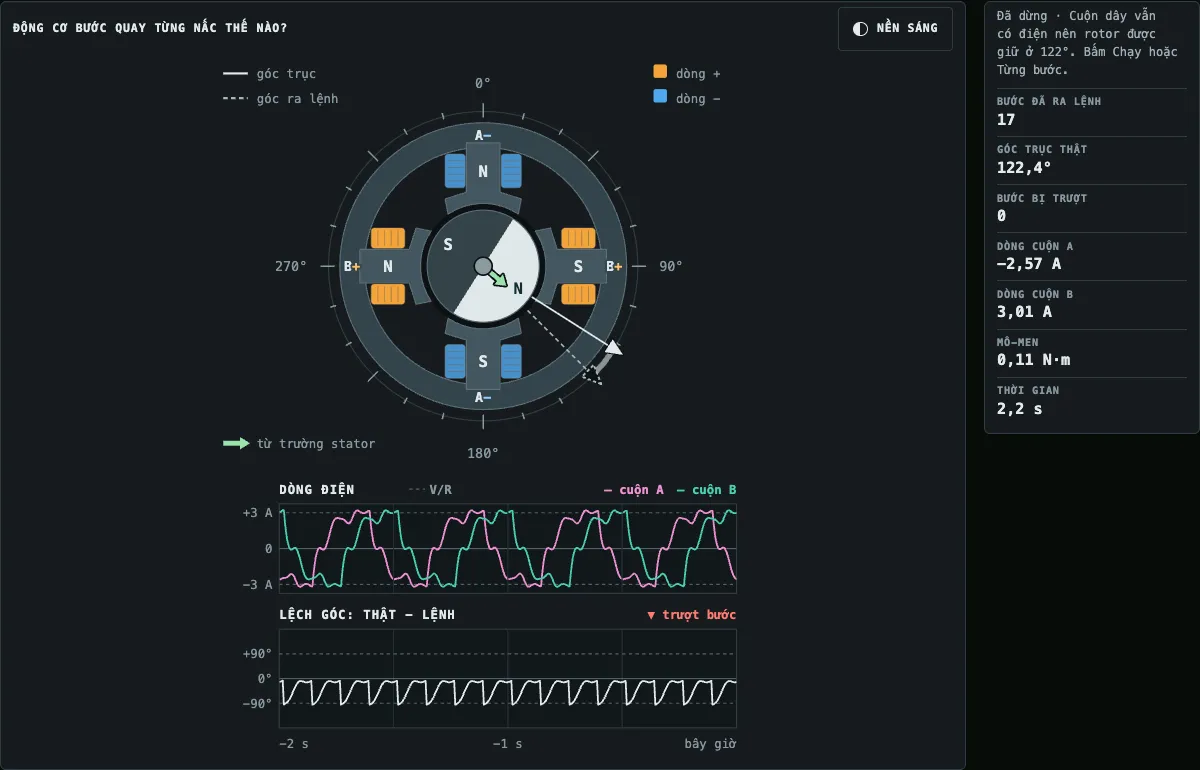 ĐỘNG CƠ BƯỚC QUAY TỪNG NẤC THẾ NÀO?
NỀN SÁNG
góc trục
góc ra lệnh
dòng +
dòng −
0°
A−
N
S
270°
B+
N
S
B+
90°
N
S
A−
180°
từ trường stator
DÒNG ĐIỆN
V/R
cuộn A
cuộn B
+3 A
0
−3 A
LỆCH GÓC: THẬT − LỆNH
▼ trượt bước
+90°
0°
−90°
−2 s
−1 s
bây giờ
Đã dừng · Cuộn dây vẫn
có điện nên rotor được
giữ ở 122°. Bấm Chạy hoặc
Từng bước.
BƯỚC ĐÃ RA LỆNH
17
GÓC TRỤC THẬT
122,4°
BƯỚC BỊ TRƯỢT
0
DÒNG CUỘN A
−2,57 A
DÒNG CUỘN B
3,01 A
MÔ-MEN
0,11 N·m
THỜI GIAN
2,2 s